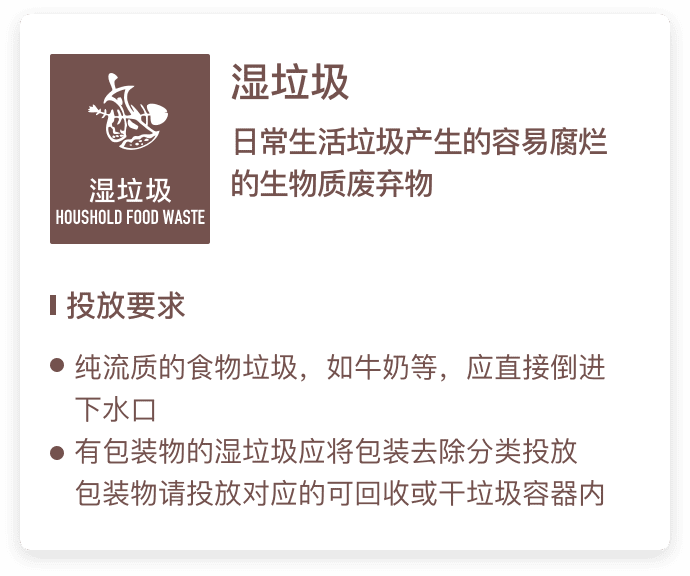 湿垃圾
日常生活垃圾产生的容易腐烂
的生物质废弃物
湿垃圾
HOUSHOLD FOOD WASTE
投放要求
纯流质的食物垃圾，如牛奶等，应直接倒进
下水口
有包装物的湿垃圾应将包装去除分类投放
包装物请投放对应的可回收或干垃圾容器内